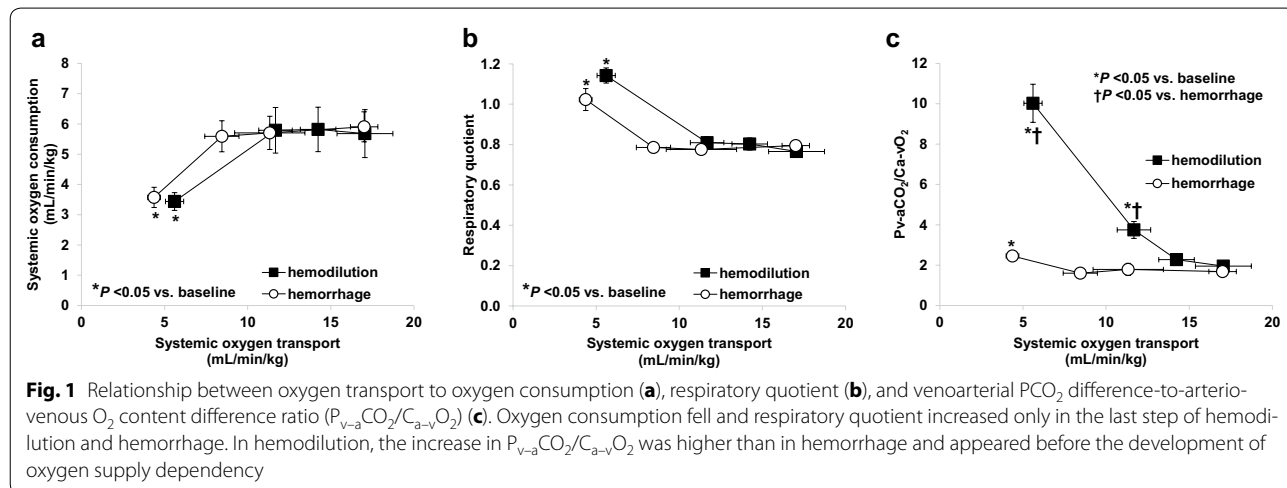 a
8
7
6
5
4
3
2
1
0
Systemic oxygen consumption
(mL/min/kg)
* *
hemodilution
hemorrhage
*P <0.05 vs. baseline
0 5 10 15 20
Systemic oxygen transport
(mL/min/kg)
b
1.2
1.0
0.8
0.6
0.4
0.2
0.0
Respiratory quotient
* *
hemodilution
hemorrhage
*P <0.05 vs. baseline
0 5 10 15 20
Systemic oxygen transport
(mL/min/kg)
c
12
10
8
6
4
2
0
Pv-aCO₂/Ca-vO₂
*P <0.05 vs. baseline
†P <0.05 vs. hemorrhage
*†
hemodilution
hemorrhage
*†
*
0 5 10 15 20
Systemic oxygen transport
(mL/min/kg)
Fig. 1 Relationship between oxygen transport to oxygen consumption (a), respiratory quotient (b), and venoarterial PCO₂ difference-to-arterio-
venous O₂ content difference ratio (Pv–aCO₂/Ca–vO₂) (c). Oxygen consumption fell and respiratory quotient increased only in the last step of hemodi-
lution and hemorrhage. In hemodilution, the increase in Pv–aCO₂/Ca–vO₂ was higher than in hemorrhage and appeared before the development of
oxygen supply dependency